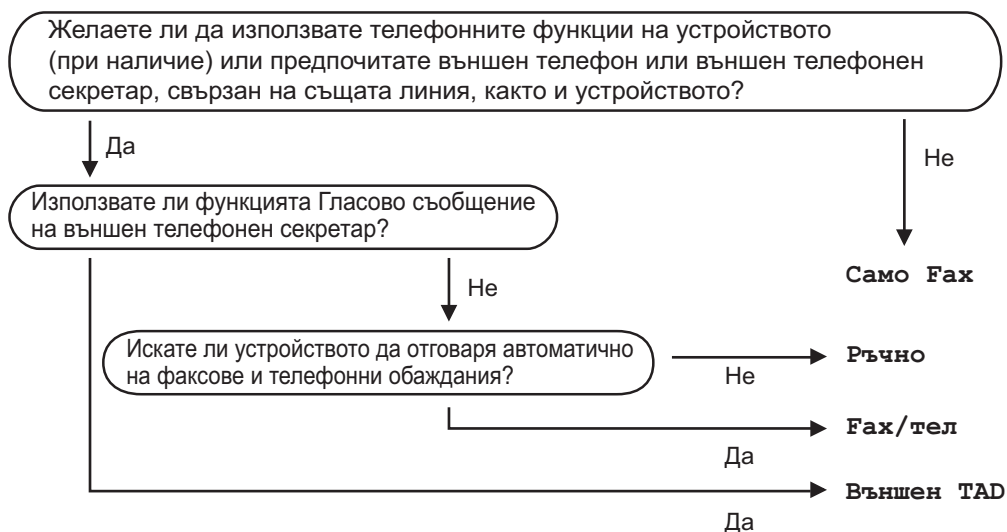 Желаете ли да използвате телефонните функции на устройството
(при наличие) или предпочитате външен телефон или външен телефонен
секретар, свързан на същата линия, както и устройството?
Да
Не
Използвате ли функцията Гласово съобщение
на външен телефонен секретар?
Само Fax
Не
Искате ли устройството да отговаря автоматично
на факсове и телефонни обаждания?
Не
Ръчно
Fax/тел
Да
Външен TAD
Да